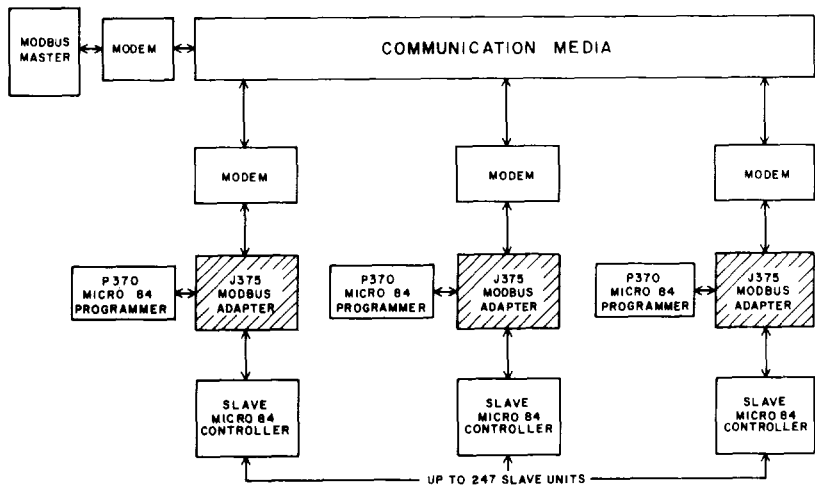 MODBUS
MASTER
MODEM
COMMUNICATION MEDIA
MODEM
MODEM
MODEM
P370
MICRO 84
PROGRAMMER
J375
MODBUS
ADAPTER
P370
MICRO 84
PROGRAMMER
J375
MODBUS
ADAPTER
P370
MICRO 84
PROGRAMMER
J375
MODBUS
ADAPTER
SLAVE
MICRO 84
CONTROLLER
SLAVE
MICRO 84
CONTROLLER
SLAVE
MICRO 84
CONTROLLER
UP TO 247 SLAVE UNITS